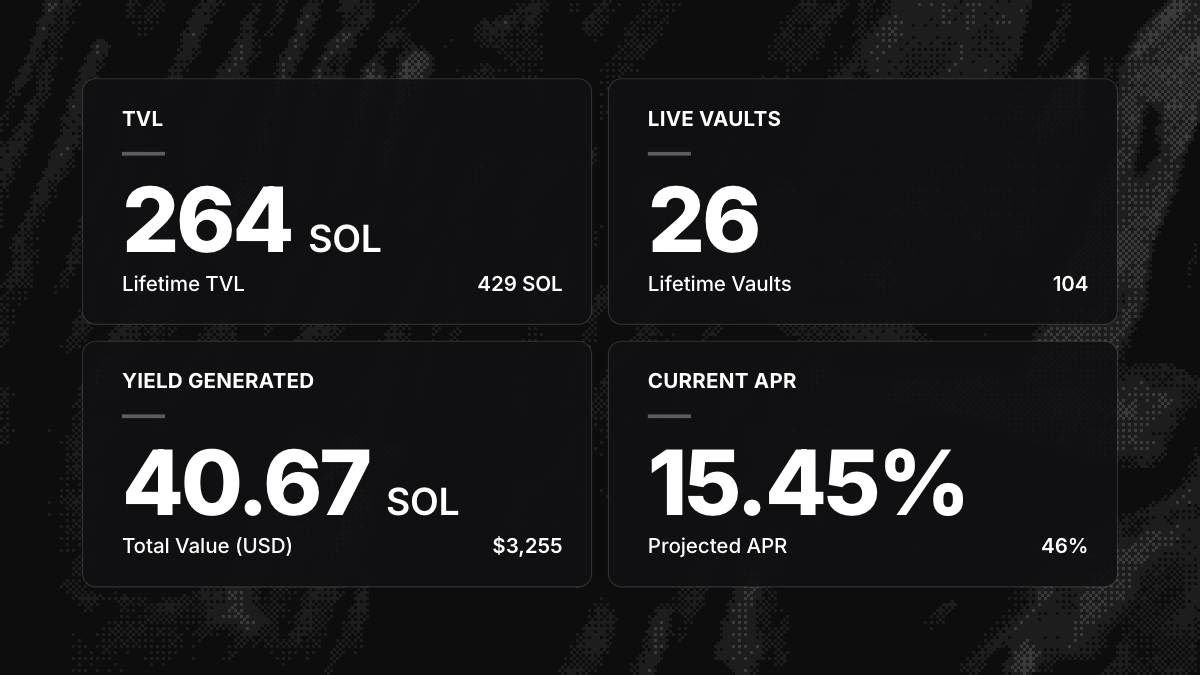 TVL
264 SOL
Lifetime TVL 429 SOL
LIVE VAULTS
26
Lifetime Vaults 104
YIELD GENERATED
40.67 SOL
Total Value (USD) $3,255
CURRENT APR
15.45%
Projected APR 46%